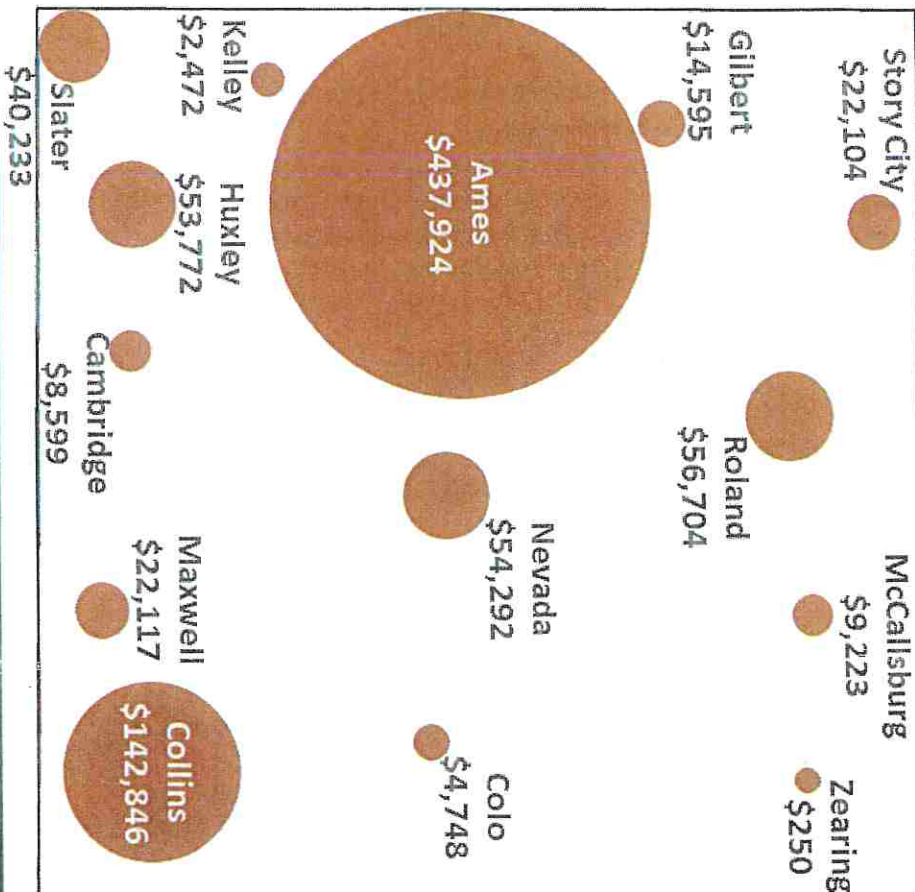 Story City
$22,104
McCallsburg
$9,223
Zearing
$250
Gilbert
$14,595
Roland
$56,704
Ames
$437,924
Nevada
$54,292
Colo
$4,748
Kelley
$2,472
Huxley
$53,772
Slater
$40,233
Cambridge
$8,599
Maxwell
$22,117
Collins
$142,846